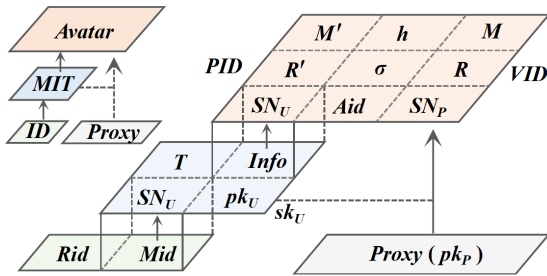 Avatar
MIT
ID Proxy
M′ h M
PID R′ σ R VID
SN_U Aid SN_P
T Info
SN_U pk_U sk_U
Rid Mid
Proxy ( pk_P )